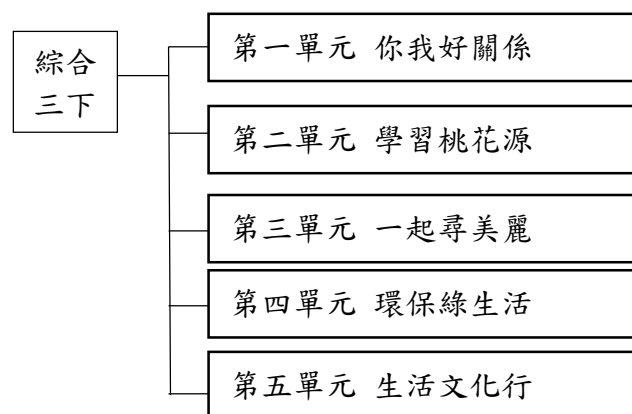 綜合
三下
第一單元 你我好關係
第二單元 學習桃花源
第三單元 一起尋美麗
第四單元 環保綠生活
第五單元 生活文化行